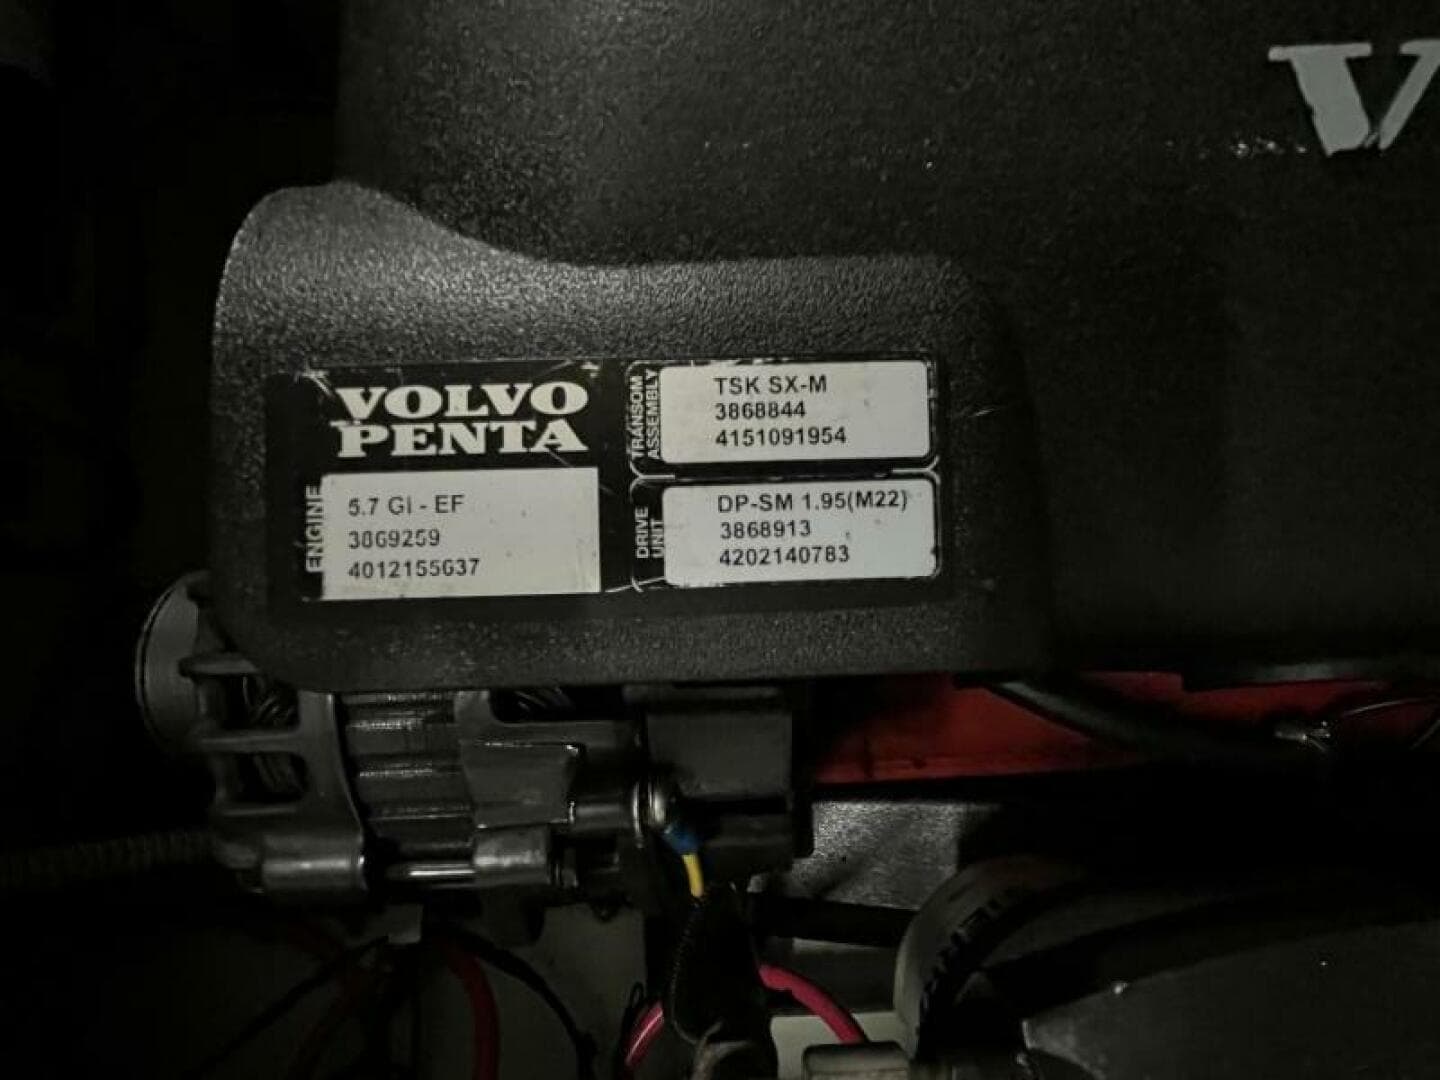 V
VOLVO
PENTA
ENGINE
5.7 GI - EF
3869259
4012155637
TRANSOM
ASSEMBLY
TSK SX-M
3868844
4151091954
DRIVE
UNIT
DP-SM 1.95(M22)
3868913
4202140783